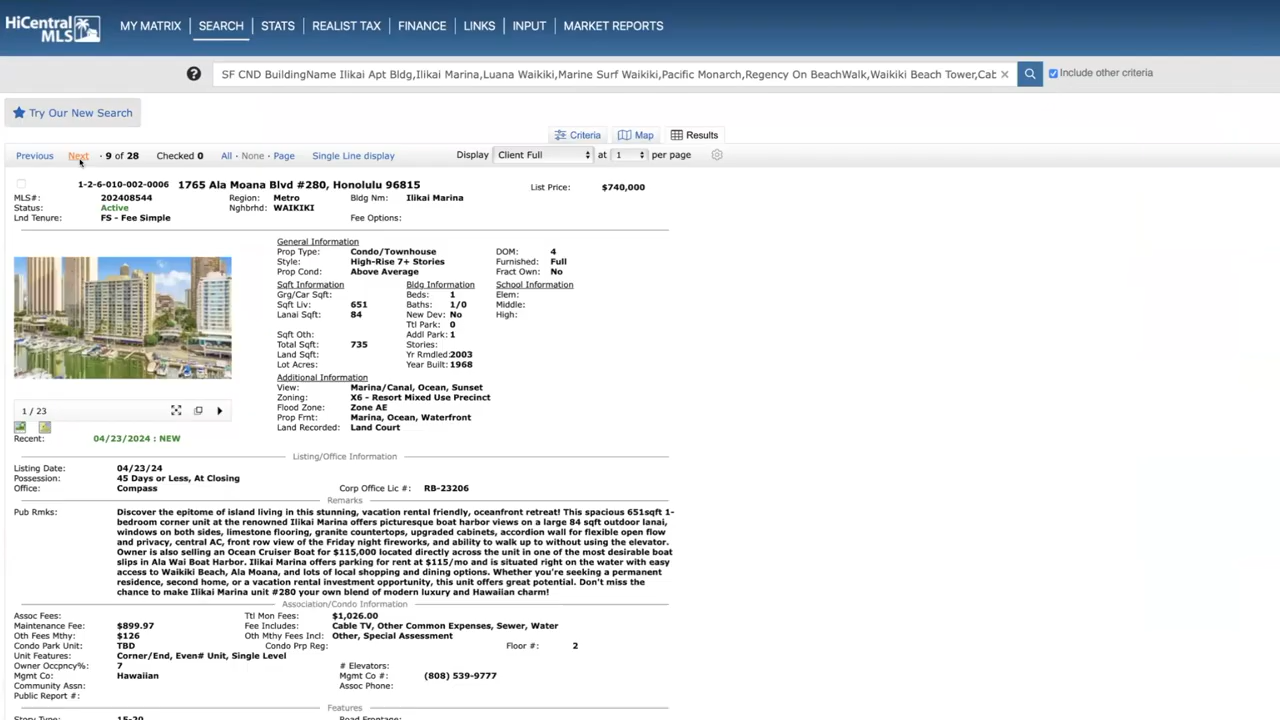 HiCentral MLS
MY MATRIX SEARCH STATS REALIST TAX FINANCE LINKS INPUT MARKET REPORTS
? SF CND BuildingName Ilikai Apt Bldg,Ilikai Marina,Luana Waikiki,Marine Surf Waikiki,Pacific Monarch,Regency On BeachWalk,Waikiki Beach Tower,Cab Include other criteria
Try Our New Search
Criteria Map Results
Previous Next · 9 of 28 Checked 0 All · None · Page Single Line display Display Client Full at 1 per page
1-2-6-010-002-0006 1765 Ala Moana Blvd #280, Honolulu 96815 List Price: $740,000
MLS#: 202408544 Region: Metro Bldg Nm: Ilikai Marina
Status: Active Nghbrhd: WAIKIKI
Lnd Tenure: FS - Fee Simple Fee Options:
General Information
Prop Type: Condo/Townhouse DOM: 4
Style: High-Rise 7+ Stories Furnished: Full
Prop Cond: Above Average Fract Own: No
Sqft Information Bldg Information School Information
Grg/Car Sqft: Beds: 1 Elem:
Sqft Liv: 651 Baths: 1/0 Middle:
Lanai Sqft: 84 New Dev: No High:
Ttl Park: 0
Sqft Oth: Addl Park: 1
Total Sqft: 735 Stories:
Land Sqft: Yr Rmdled: 2003
Lot Acres: Year Built: 1968
Additional Information
View: Marina/Canal, Ocean, Sunset
Zoning: X6 - Resort Mixed Use Precinct
Flood Zone: Zone AE
Prop Frnt: Marina, Ocean, Waterfront
Land Recorded: Land Court
1 / 23
Recent: 04/23/2024 : NEW
Listing/Office Information
Listing Date: 04/23/24
Possession: 45 Days or Less, At Closing
Office: Compass Corp Office Lic #: RB-23206
Remarks
Pub Rmks: Discover the epitome of island living in this stunning, vacation rental friendly, oceanfront retreat! This spacious 651sqft 1-
bedroom corner unit at the renowned Ilikai Marina offers picturesque boat harbor views on a large 84 sqft outdoor lanai,
windows on both sides, limestone flooring, granite countertops, upgraded cabinets, accordion wall for flexible open flow
and privacy, central AC, front row view of the Friday night fireworks, and ability to walk up to without using the elevator.
Owner is also selling an Ocean Cruiser Boat for $115,000 located directly across the unit in one of the most desirable boat
slips in Ala Wai Boat Harbor. Ilikai Marina offers parking for rent at $115/mo and is situated right on the water with easy
access to Waikiki Beach, Ala Moana, and lots of local shopping and dining options. Whether you're seeking a permanent
residence, second home, or a vacation rental investment opportunity, this unit offers great potential. Don't miss the
chance to make Ilikai Marina unit #280 your own blend of modern luxury and Hawaiian charm!
Association/Condo Information
Assoc Fees: Ttl Mon Fees: $1,026.00
Maintenance Fee: $899.97 Fee Includes: Cable TV, Other Common Expenses, Sewer, Water
Oth Fees Mthy: $126 Oth Mthy Fees Incl: Other, Special Assessment
Condo Park Unit: TBD Condo Prp Reg: Floor #: 2
Unit Features: Corner/End, Even# Unit, Single Level
Owner Occpncy%: 7 # Elevators:
Mgmt Co: Hawaiian Mgmt Co #: (808) 539-9777
Community Assn: Assoc Phone:
Public Report #:
Features
Story Type: 15-20 Road Frontage: